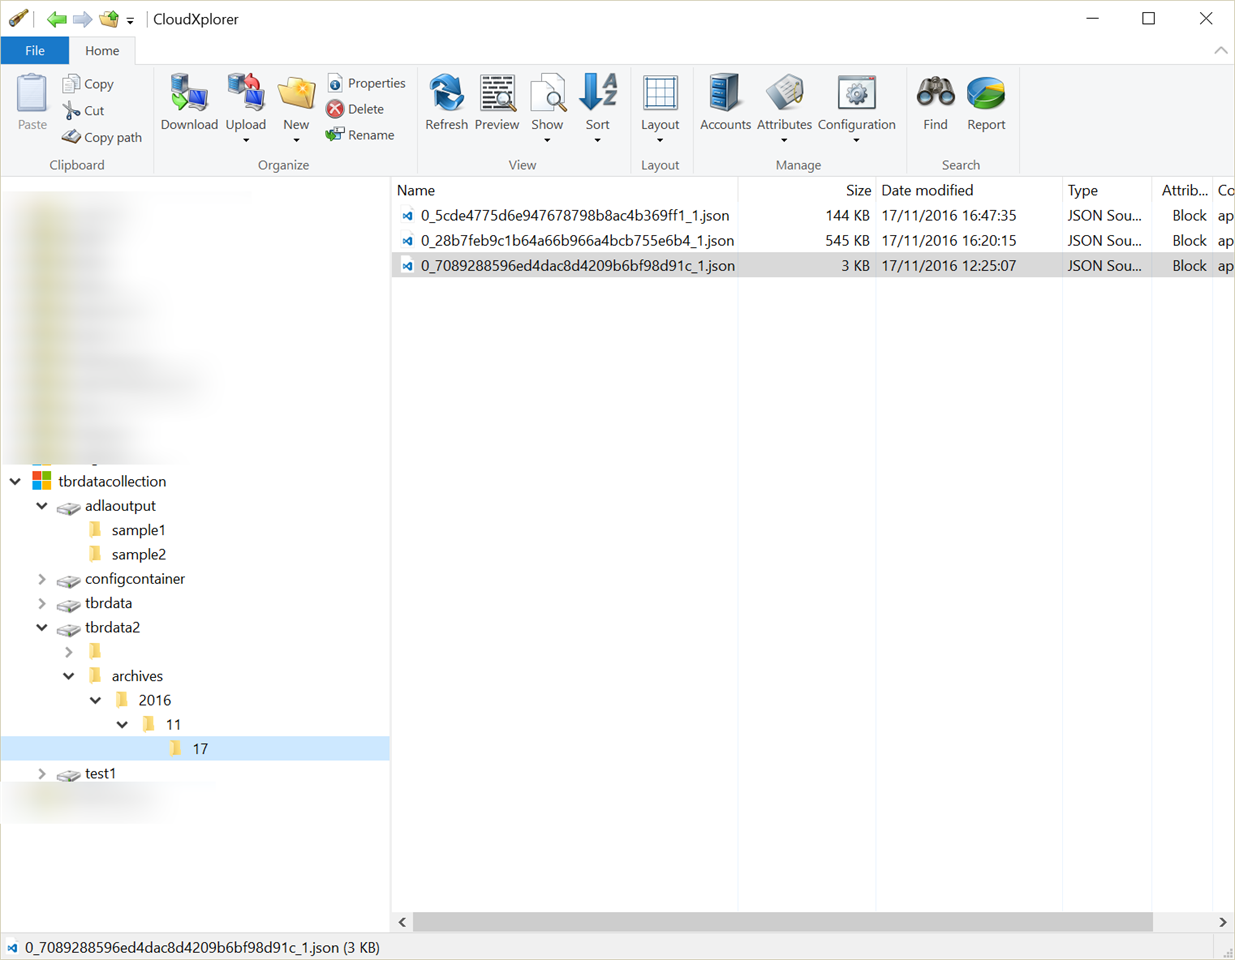 CloudXplorer
File Home
Paste Copy Cut Copy path
Clipboard
Download Upload New Properties Delete Rename
Organize
Refresh Preview Show Sort
View
Layout
Layout
Accounts Attributes Configuration
Manage
Find Report
Search
Name Size Date modified Type Attrib... Co
0_5cde4775d6e947678798b8ac4b369ff1_1.json 144 KB 17/11/2016 16:47:35 JSON Sou... Block ap
0_28b7feb9c1b64a66b966a4bcb755e6b4_1.json 545 KB 17/11/2016 16:20:15 JSON Sou... Block ap
0_7089288596ed4dac8d4209b6bf98d91c_1.json 3 KB 17/11/2016 12:25:07 JSON Sou... Block ap
tbrdatacollection
adlaoutput
sample1
sample2
configcontainer
tbrdata
tbrdata2
archives
2016
11
17
test1
0_7089288596ed4dac8d4209b6bf98d91c_1.json (3 KB)